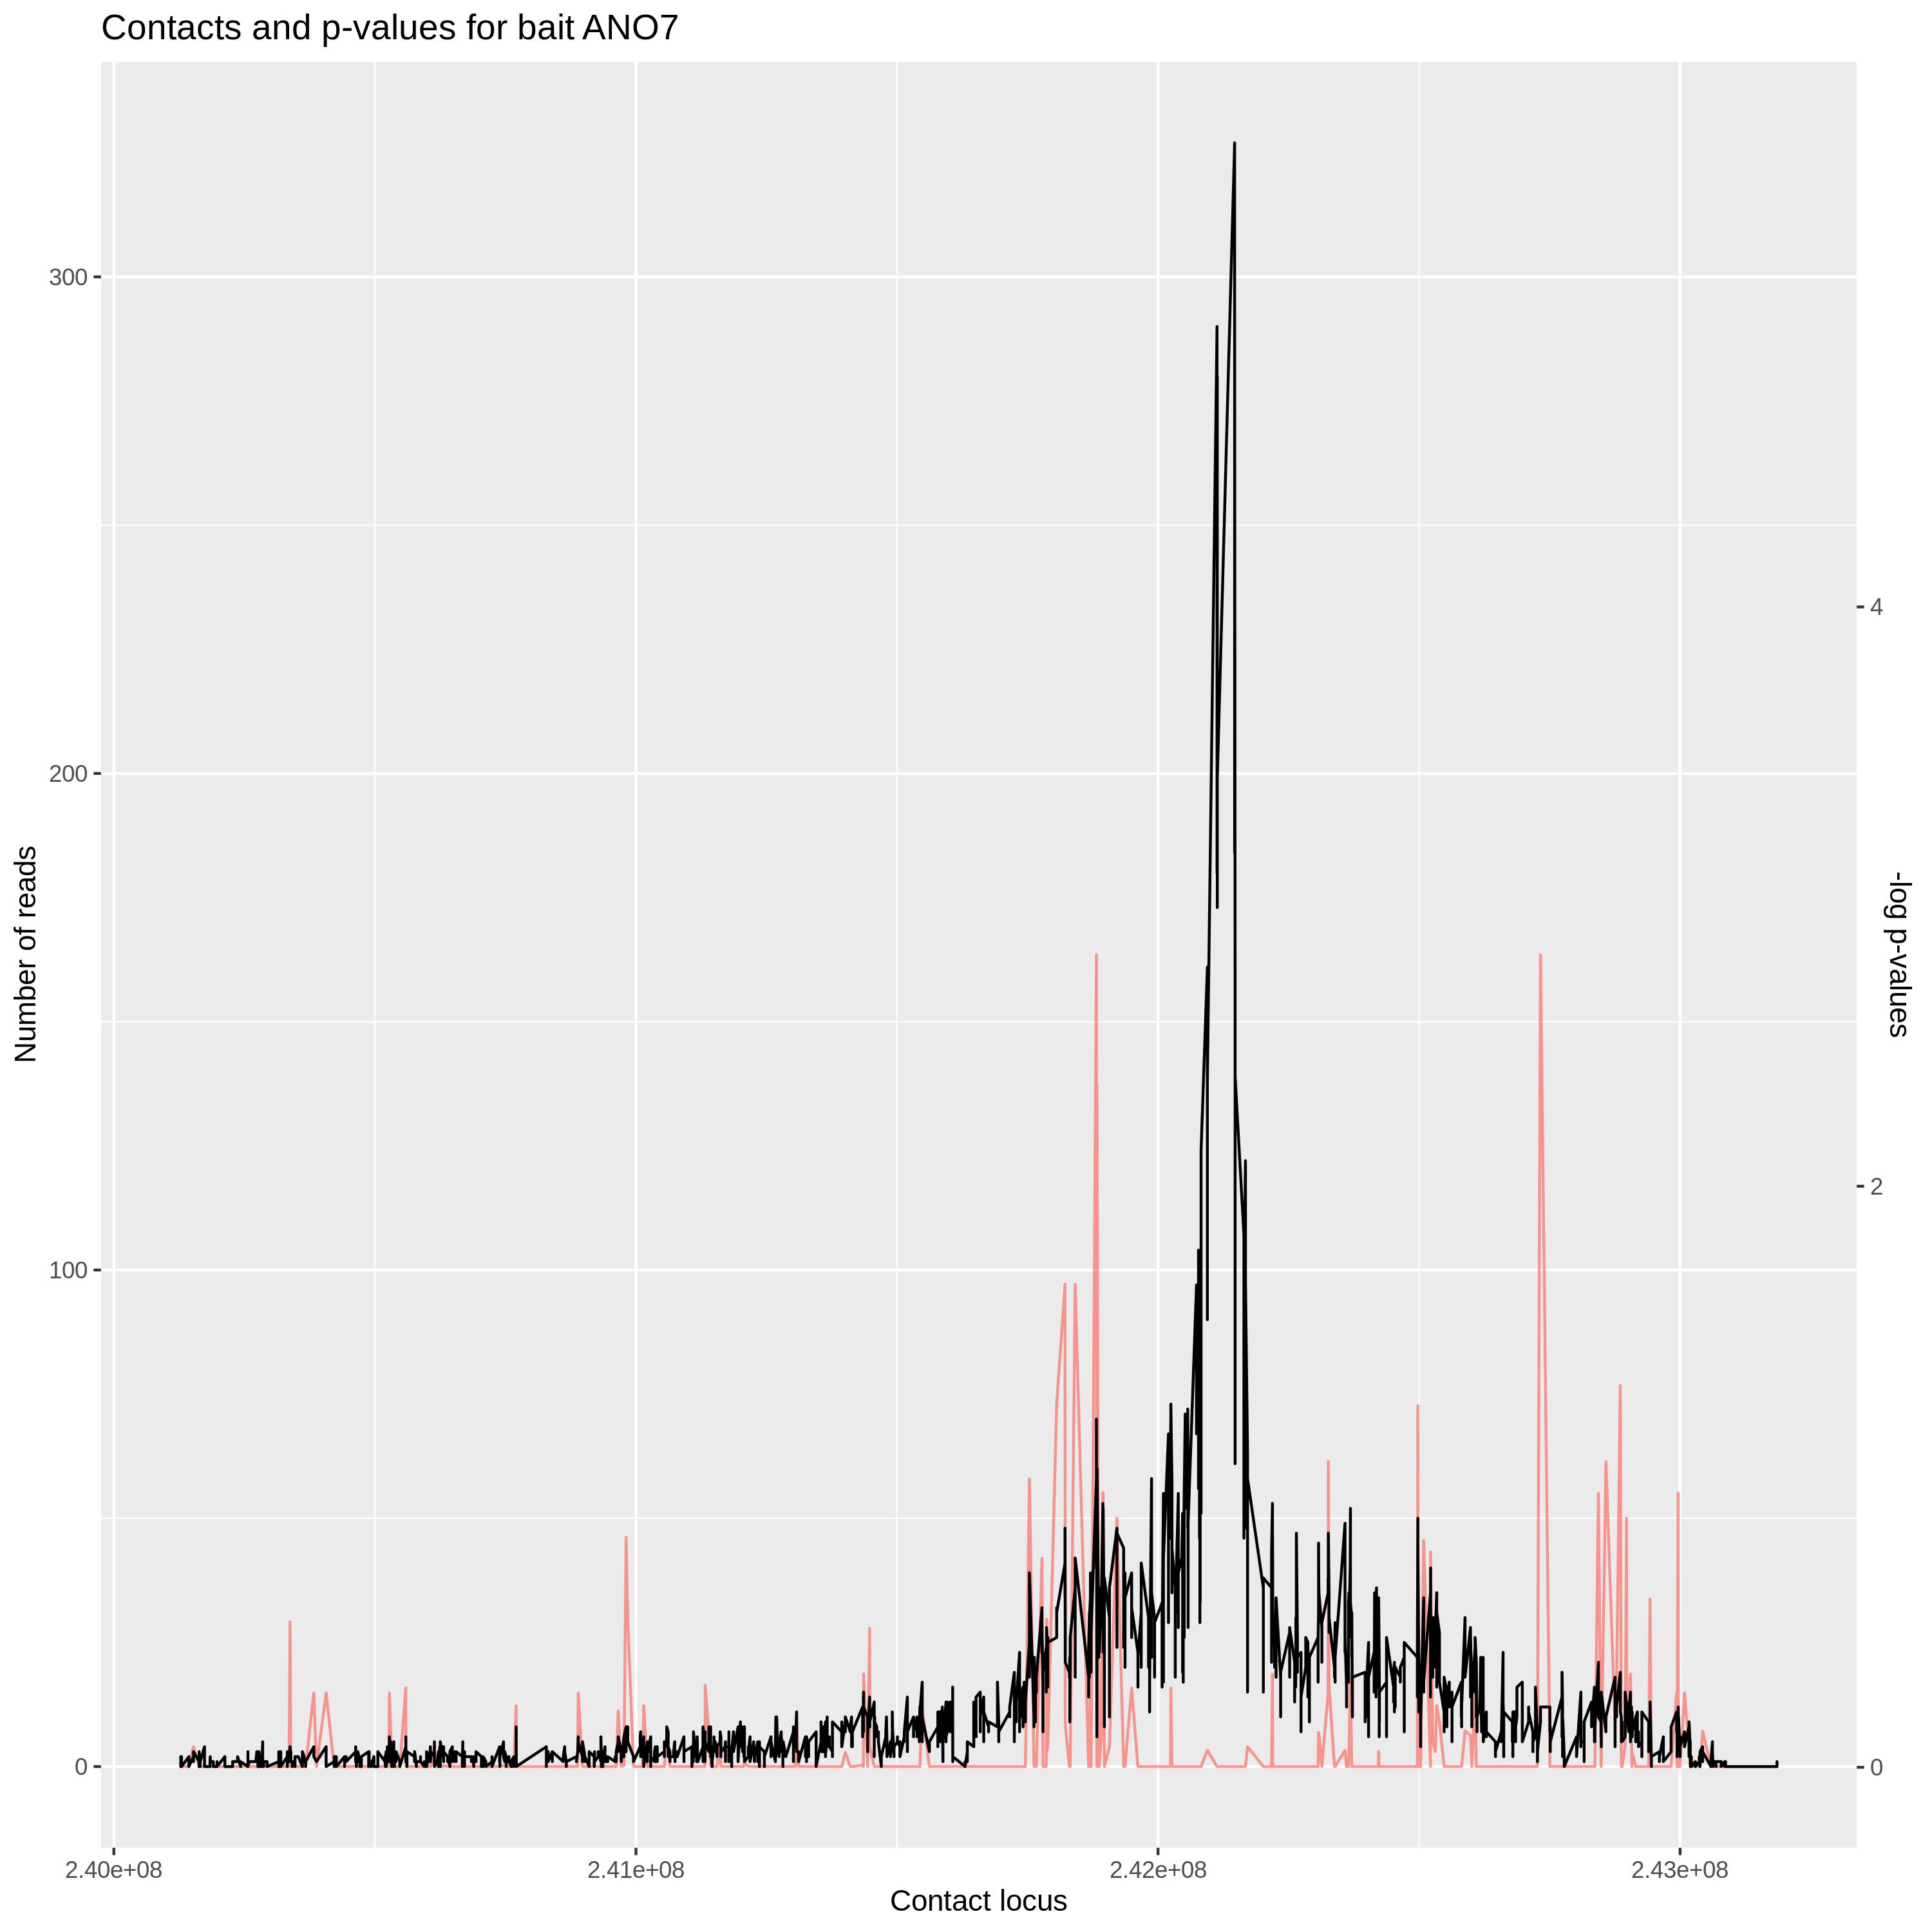 Contacts and p-values for bait ANO7
300
200
100
0
Number of reads
4
2
0
-log p-values
2.40e+08
2.41e+08
2.42e+08
2.43e+08
Contact locus